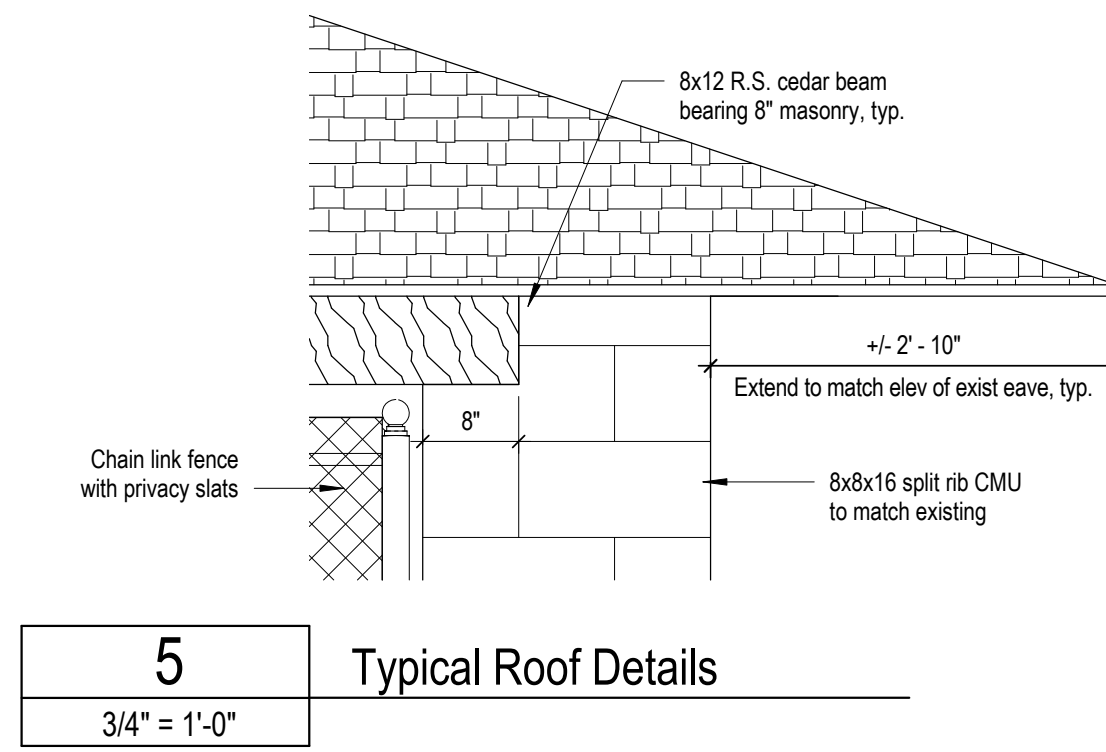 8x12 R.S. cedar beam
bearing 8" masonry, typ.
+/- 2' - 10"
Extend to match elev of exist eave, typ.
8"
Chain link fence
with privacy slats
8x8x16 split rib CMU
to match existing
5
Typical Roof Details
3/4" = 1'-0"